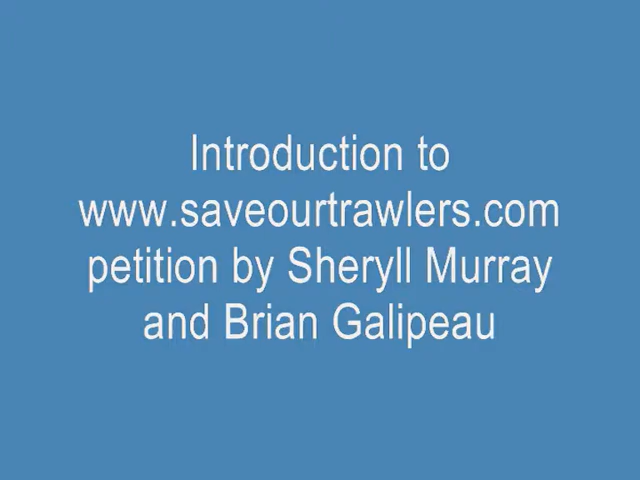 Introduction to
www.saveourtrawlers.com
petition by Sheryll Murray
and Brian Galipeau